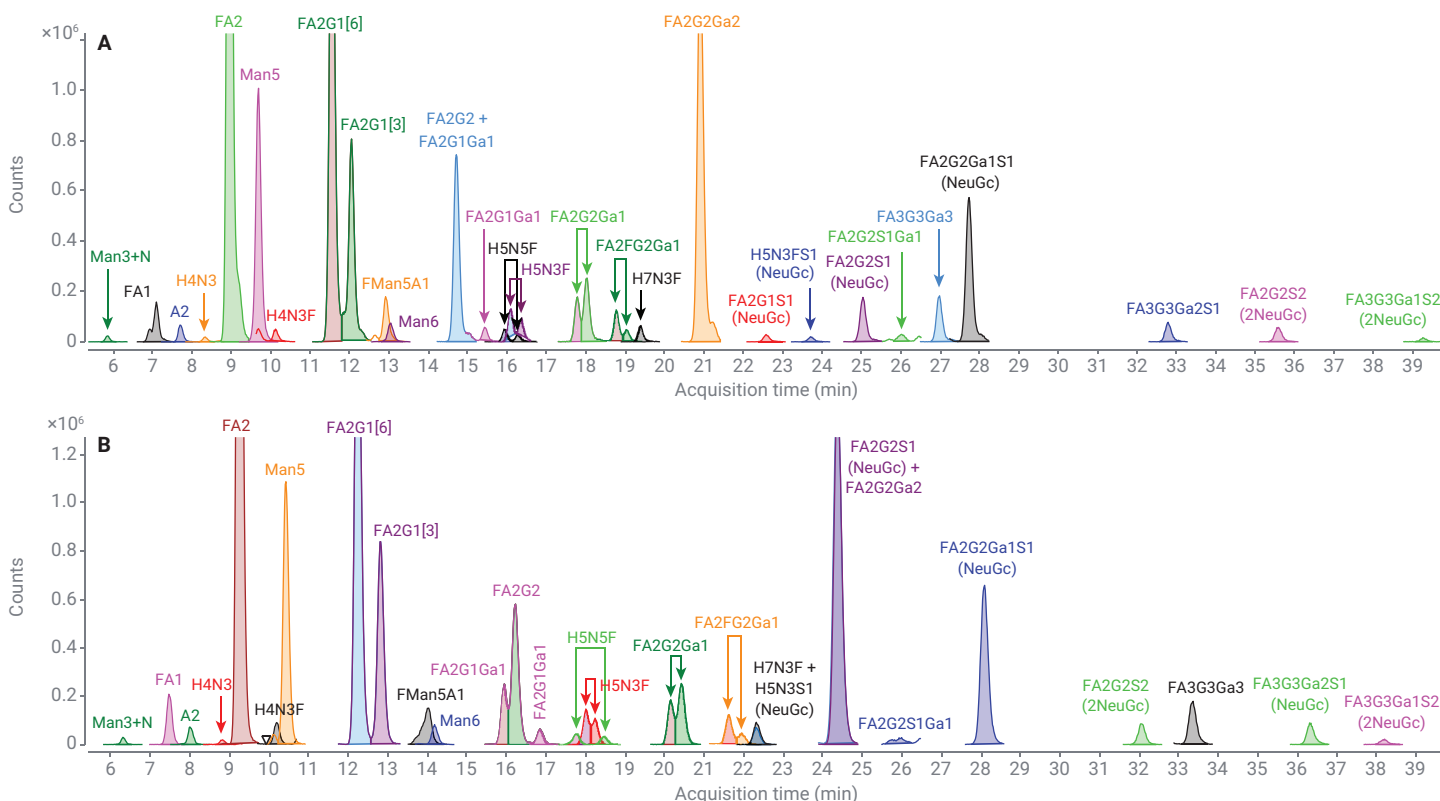 FA2
FA2G1[6]
FA2G2Ga2
×10⁶
A
1.0
Man5
FA2G1[3]
FA2G2 +
FA2G1Ga1
FA2G2Ga1S1
(NeuGc)
0.8
0.6
Counts
0.4
FA2G1Ga1
FA2G2Ga1
FA3G3Ga3
FA2G2S1Ga1
H5N5F
FA2FG2Ga1
Man3+N
H5N3FS1
(NeuGc)
FA2G2S1
(NeuGc)
H5N3F
H4N3
FMan5A1
H7N3F
0.2
FA1
A2
H4N3F
Man6
FA2G1S1
(NeuGc)
FA3G3Ga2S1
FA2G2S2
(2NeuGc)
FA3G3Ga1S2
(2NeuGc)
0
6 7 8 9 10 11 12 13 14 15 16 17 18 19 20 21 22 23 24 25 26 27 28 29 29 30 31 32 33 34 35 36 37 38 39
Acquisition time (min)
×10⁶
B
FA2
FA2G1[6]
1.2
FA2G2S1
(NeuGc) +
FA2G2Ga2
Man5
1.0
FA2G1[3]
0.8
FA2G2Ga1S1
(NeuGc)
Counts
0.6
FA2G2
FA2FG2Ga1
0.4
H5N5F
FA2G2Ga1
FA2G1Ga1
FA2G1Ga1
H7N3F +
H5N3S1
(NeuGc)
FA1
H4N3
H5N3F
FA2G2S2
(2NeuGc)
FA3G3Ga3
FA3G3Ga2S1
(NeuGc)
FA3G3Ga1S2
(2NeuGc)
0.2
Man3+N
A2
H4N3F
FMan5A1
Man6
FA2G2S1Ga1
0
6 7 8 9 10 11 12 13 14 15 16 17 18 19 20 21 22 23 24 25 26 27 28 29 30 31 32 33 34 35 36 37 38 39
Acquisition time (min)